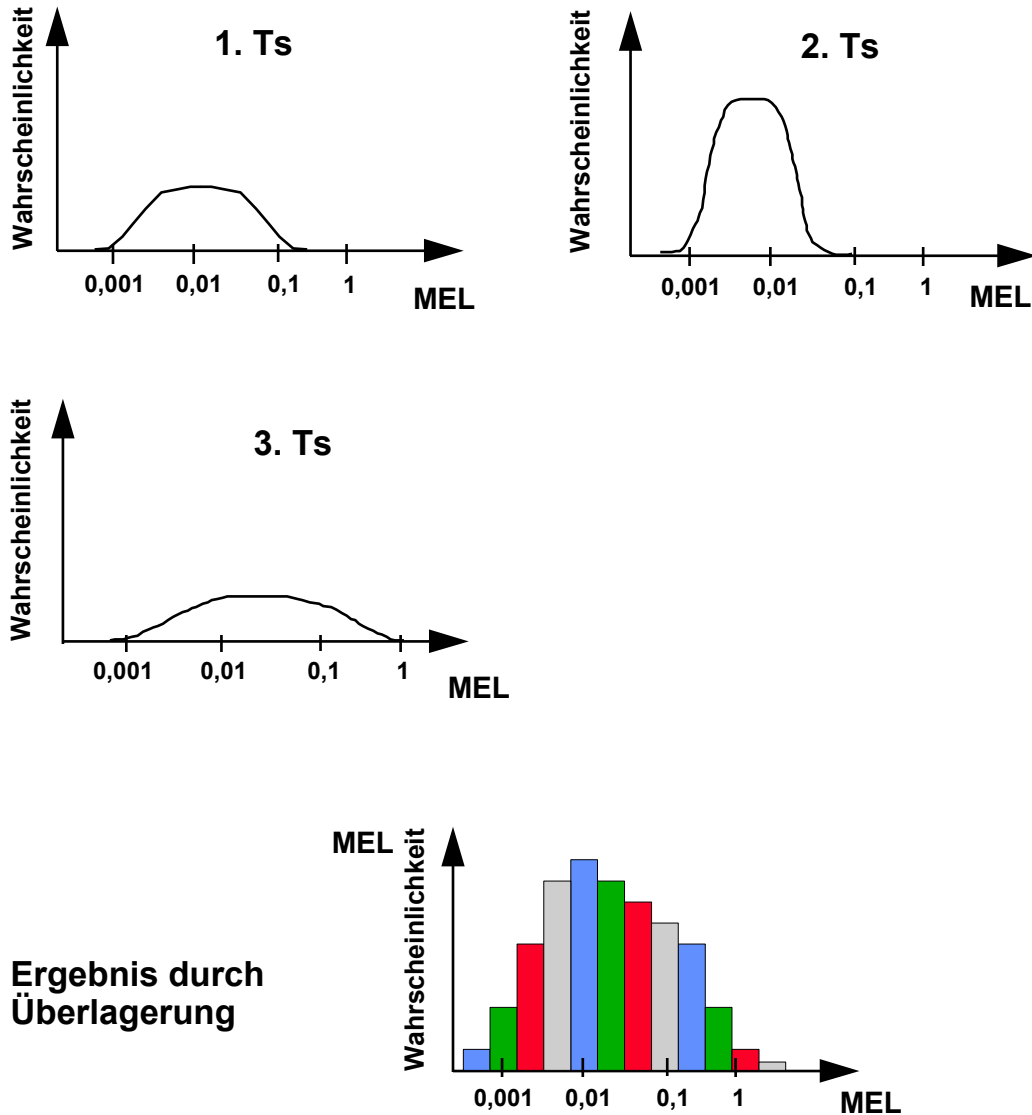 Wahrscheinlichkeit
1. Ts
0,001 0,01 0,1 1
MEL
Wahrscheinlichkeit
2. Ts
0,001 0,01 0,1 1
MEL
Wahrscheinlichkeit
3. Ts
0,001 0,01 0,1 1
MEL
Ergebnis durch
Überlagerung
MEL
Wahrscheinlichkeit
0,001 0,01 0,1 1
MEL